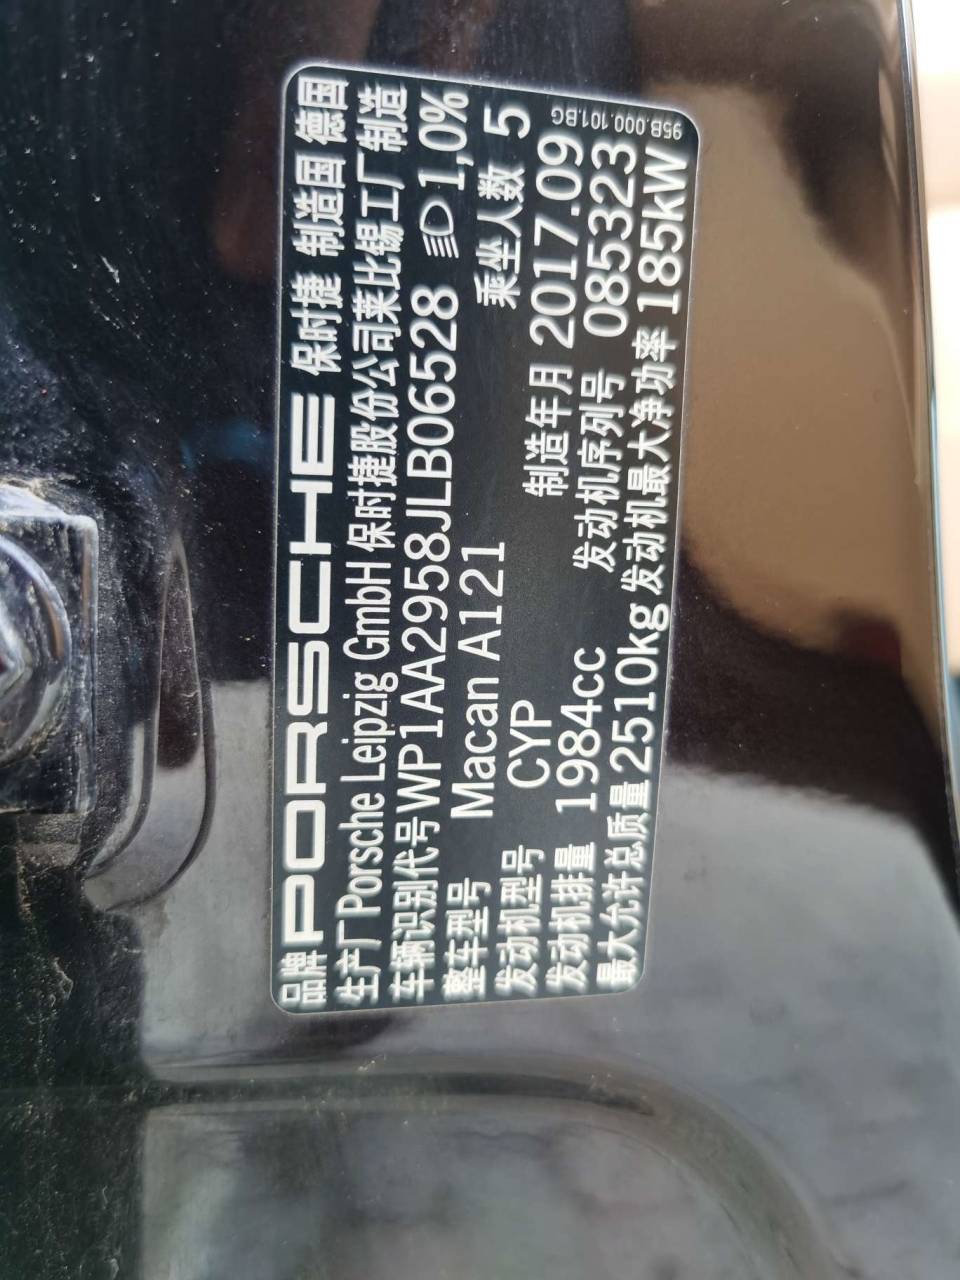 品牌 PORSCHE 保时捷 制造国 德国
生产厂 Porsche Leipzig GmbH 保时捷股份公司莱比锡工厂制造
车辆识别代号 WP1AA2958JLB06528 1,0%
整车型号 Macan A121 乘坐人数 5
发动机型号 CYP 制造年月 2017.09
发动机排量 1984cc 发动机序列号 085323
最大允许总质量 2510kg 发动机最大净功率 185kW
95B.000.101.BG